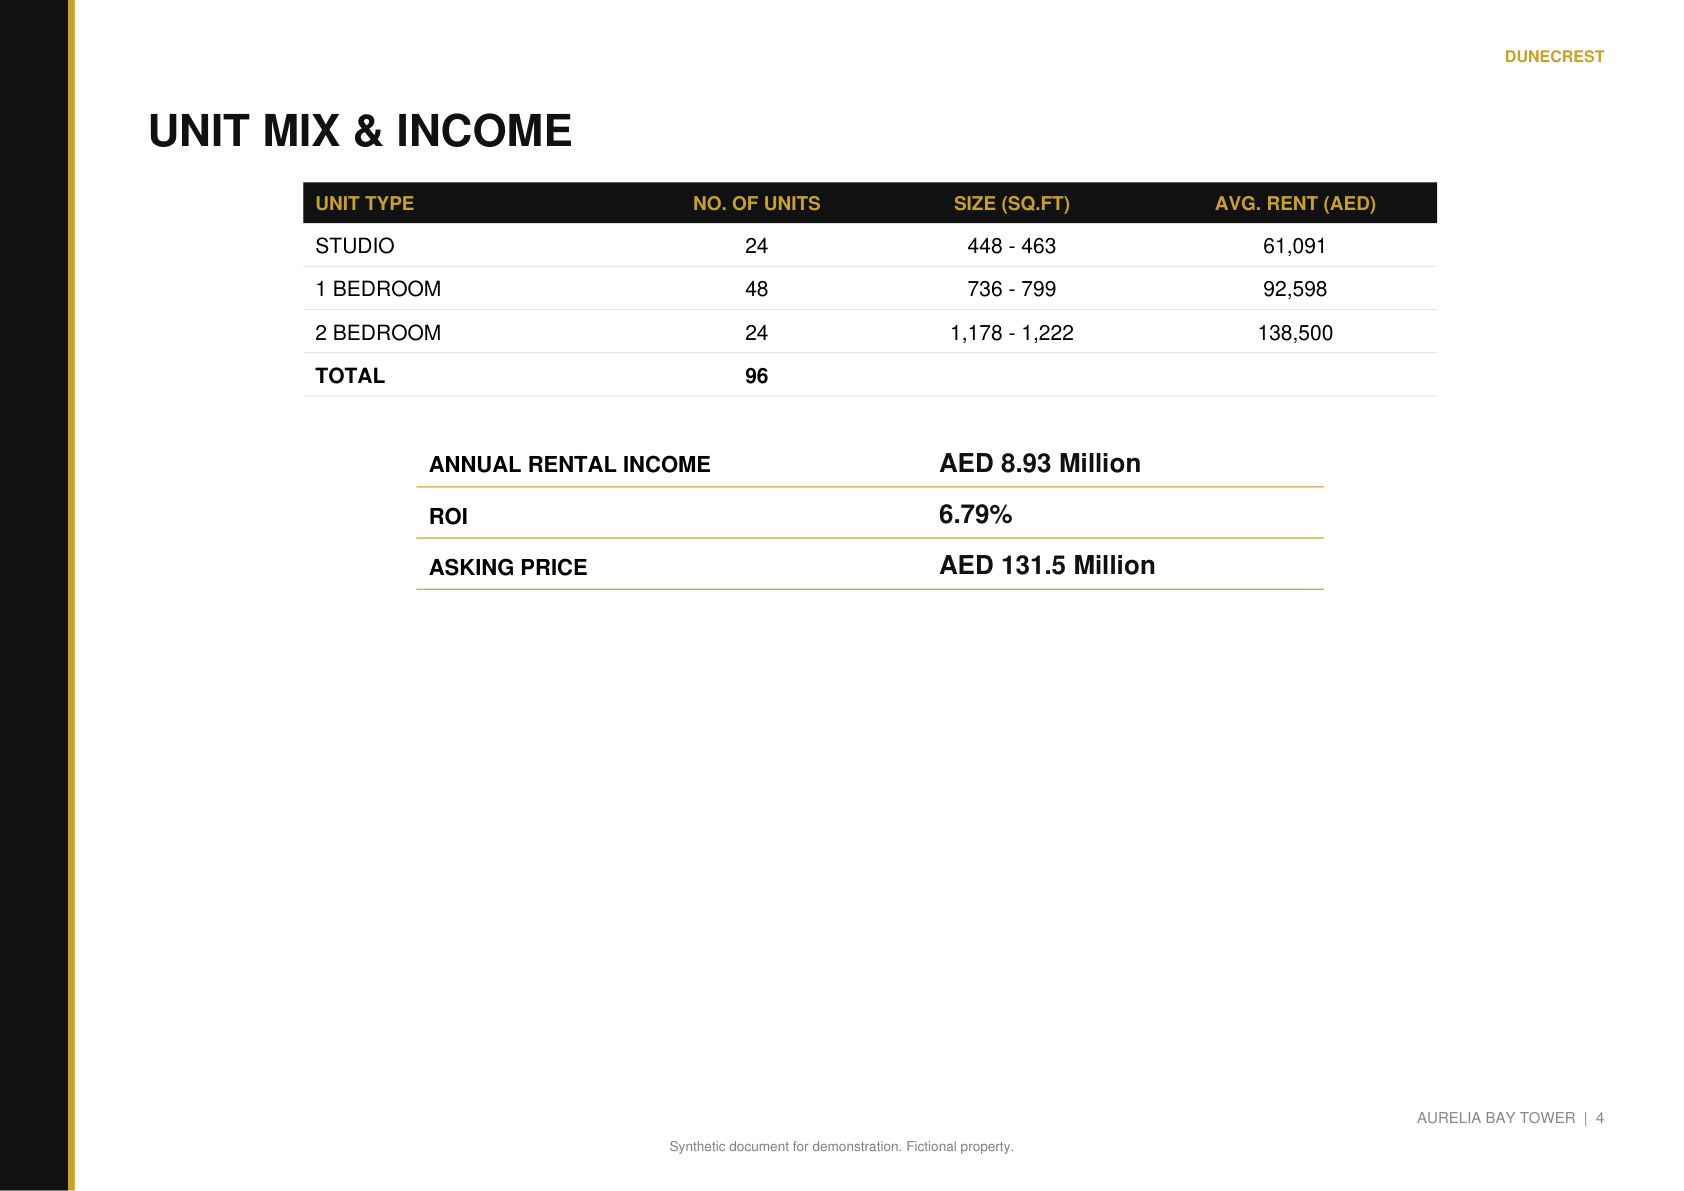 DUNECREST
UNIT MIX & INCOME
UNIT TYPE NO. OF UNITS SIZE (SQ.FT) AVG. RENT (AED)
STUDIO 24 448 - 463 61,091
1 BEDROOM 48 736 - 799 92,598
2 BEDROOM 24 1,178 - 1,222 138,500
TOTAL 96
ANNUAL RENTAL INCOME AED 8.93 Million
ROI 6.79%
ASKING PRICE AED 131.5 Million
AURELIA BAY TOWER | 4
Synthetic document for demonstration. Fictional property.